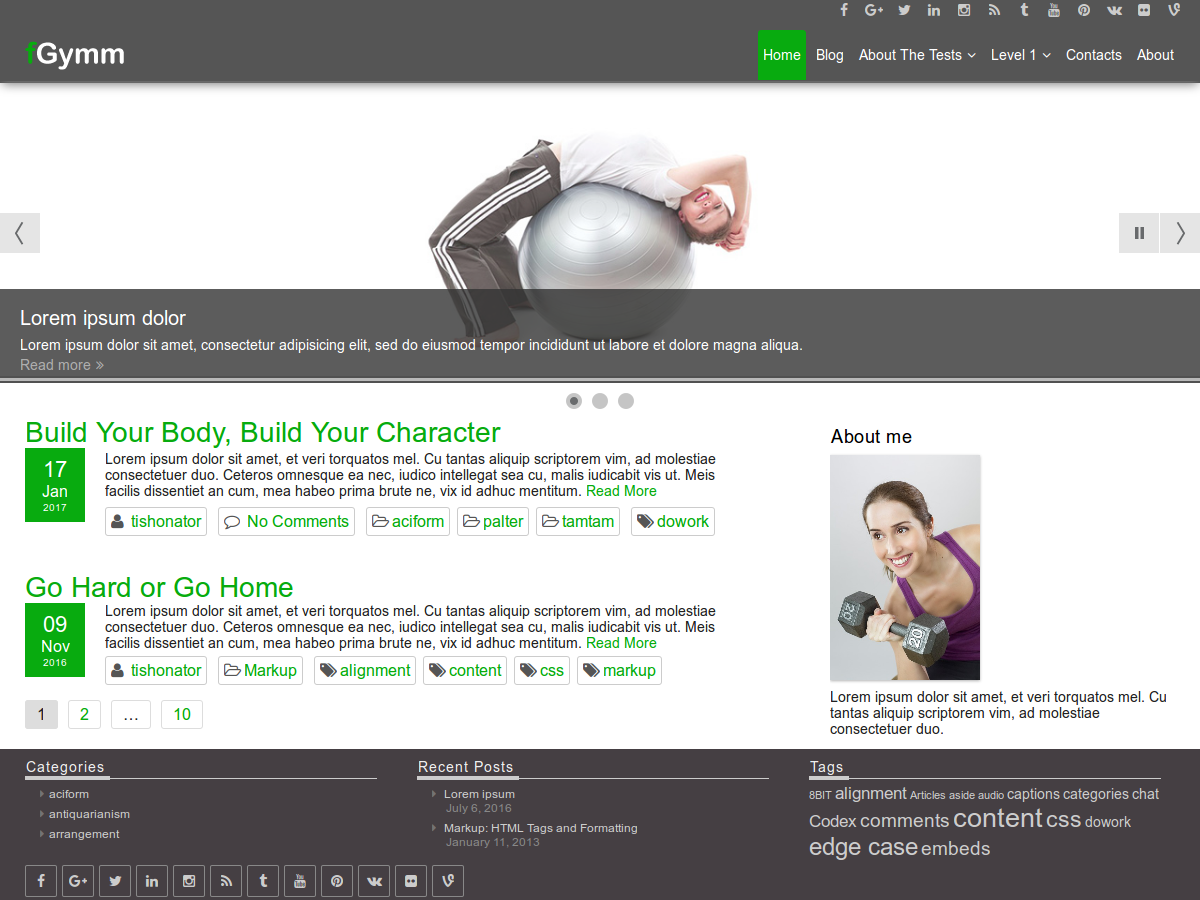 fGymm
Home Blog About The Tests Level 1 Contacts About
Lorem ipsum dolor
Lorem ipsum dolor sit amet, consectetur adipisicing elit, sed do eiusmod tempor incididunt ut labore et dolore magna aliqua.
Read more »
Build Your Body, Build Your Character
17
Jan
2017
Lorem ipsum dolor sit amet, et veri torquatos mel. Cu tantas aliquip scriptorem vim, ad molestiae
consectetuer duo. Ceteros omnesque ea nec, iudico intellegat sea cu, malis iudicabit vis ut. Meis
facilis dissentiet an cum, mea habeo prima brute ne, vix id adhuc mentitum. Read More
tishonator No Comments aciform palter tamtam dowork
Go Hard or Go Home
09
Nov
2016
Lorem ipsum dolor sit amet, et veri torquatos mel. Cu tantas aliquip scriptorem vim, ad molestiae
consectetuer duo. Ceteros omnesque ea nec, iudico intellegat sea cu, malis iudicabit vis ut. Meis
facilis dissentiet an cum, mea habeo prima brute ne, vix id adhuc mentitum. Read More
tishonator Markup alignment content css markup
1 2 … 10
About me
20
20
Lorem ipsum dolor sit amet, et veri torquatos mel. Cu
tantas aliquip scriptorem vim, ad molestiae
consectetuer duo.
Categories
aciform
antiquarianism
arrangement
Recent Posts
Lorem ipsum
July 6, 2016
Markup: HTML Tags and Formatting
January 11, 2013
Tags
8BIT alignment Articles aside audio captions categories chat
Codex comments content css dowork
edge case embeds